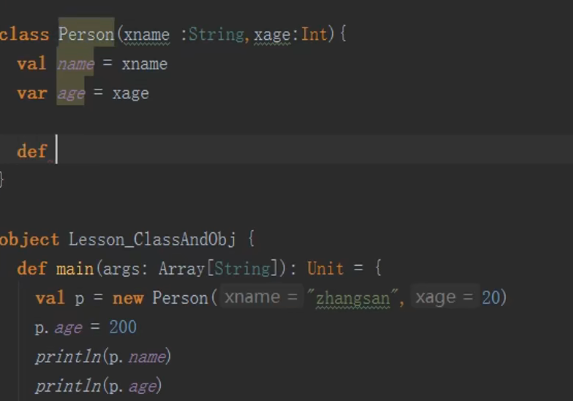 class Person(xname :String,xage:Int){
val name = xname
var age = xage
def
}
object Lesson_ClassAndObj {
def main(args: Array[String]): Unit = {
val p = new Person( xname = "zhangsan", xage = 20)
p.age = 200
println(p.name)
println(p.age)